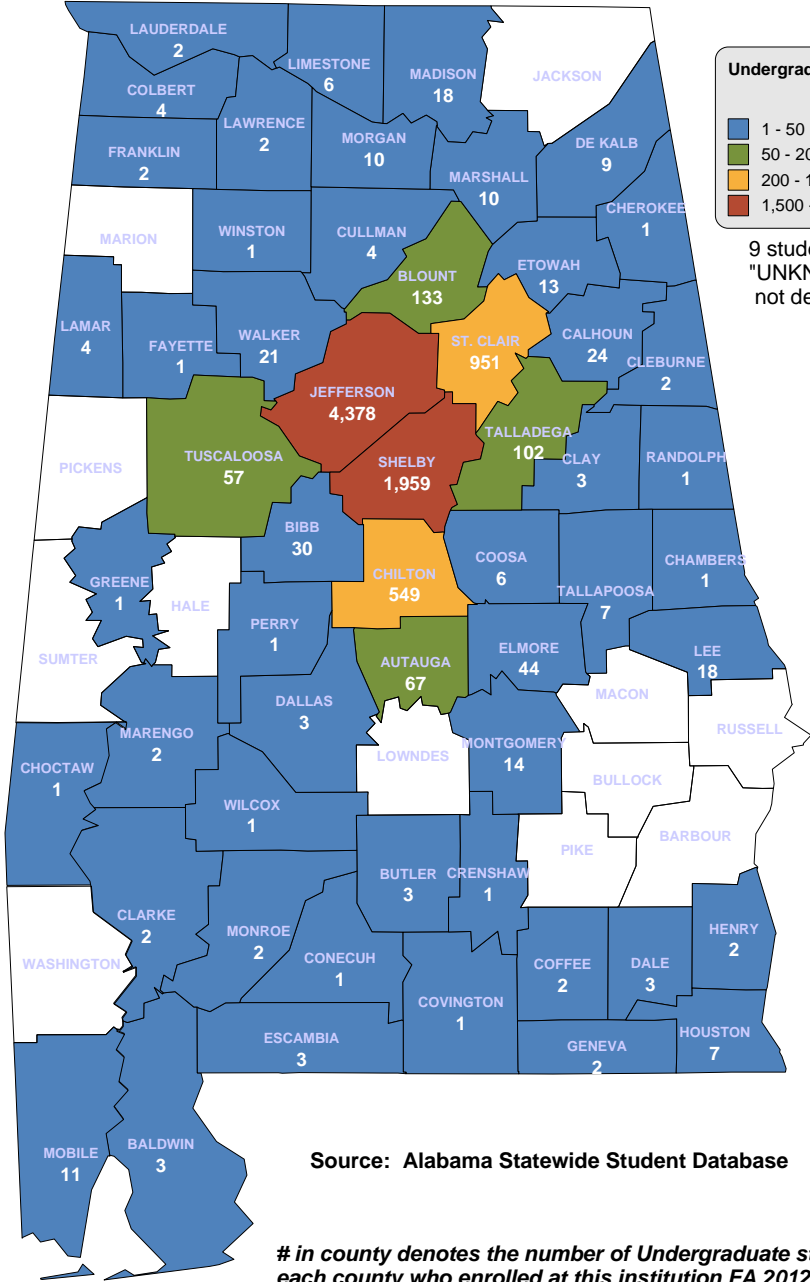 LAUDERDALE
2
LIMESTONE
6
MADISON
18
JACKSON
COLBERT
4
LAWRENCE
2
FRANKLIN
2
MORGAN
10
MARSHALL
10
DE KALB
9
CHEROKEE
1
MARION
WINSTON
1
CULLMAN
4
BLOUNT
133
ETOWAH
13
LAMAR
4
FAYETTE
1
WALKER
21
ST. CLAIR
951
CALHOUN
24
CLEBURNE
2
JEFFERSON
4,378
TALLADEGA
102
PICKENS
TUSCALOOSA
57
SHELBY
1,959
CLAY
3
RANDOLPH
1
BIBB
30
GREENE
1
HALE
CHILTON
549
COOSA
6
TALLAPOOSA
7
CHAMBERS
1
SUMTER
PERRY
1
AUTAUGA
67
ELMORE
44
LEE
18
MACON
RUSSELL
DALLAS
3
MARENGO
2
CHOCTAW
1
LOWNDES
MONTGOMERY
14
BULLOCK
WILCOX
1
PIKE
BARBOUR
BUTLER
3
CRENSHAW
1
CLARKE
2
MONROE
2
CONECUH
1
HENRY
2
WASHINGTON
COFFEE
2
DALE
3
COVINGTON
1
ESCAMBIA
3
GENEVA
2
HOUSTON
7
MOBILE
11
BALDWIN
3
Undergrad
1 - 50
50 - 20
200 - 1
1,500 -
9 stude
"UNKN
not de
Source: Alabama Statewide Student Database
# in county denotes the number of Undergraduate st
each county who enrolled at this institution FA 2012